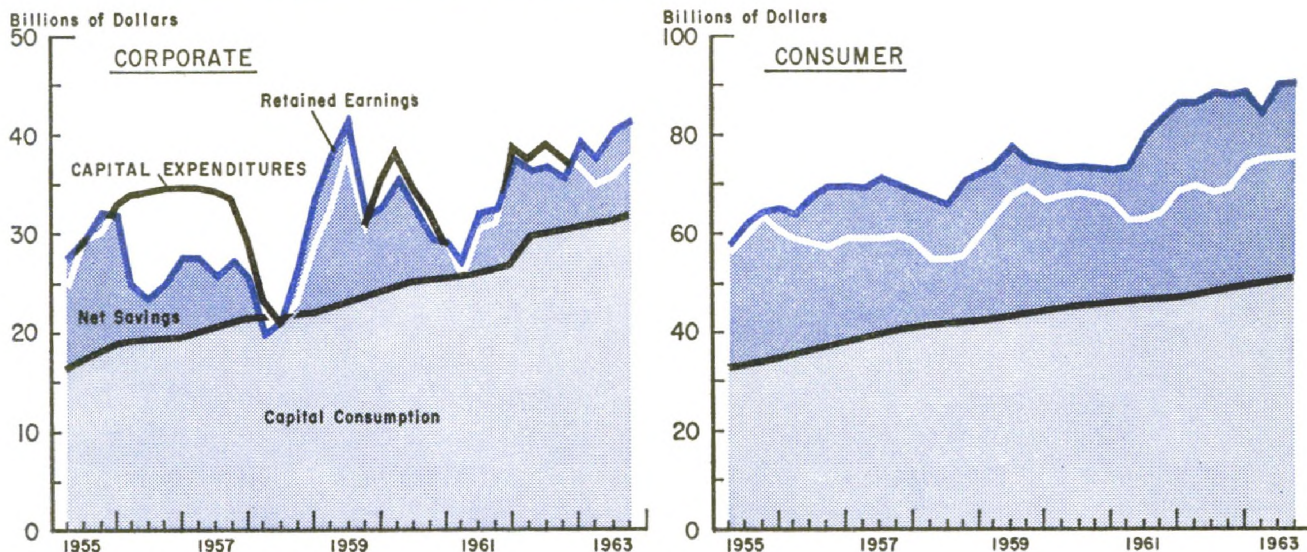 Billions of Dollars
50
CORPORATE
Retained Earnings
40
CAPITAL EXPENDITURES
30
Net Savings
20
Capital Consumption
10
0
1955 1957 1959 1961 1963
Billions of Dollars
100
CONSUMER
80
60
40
20
0
1955 1957 1959 1961 1963